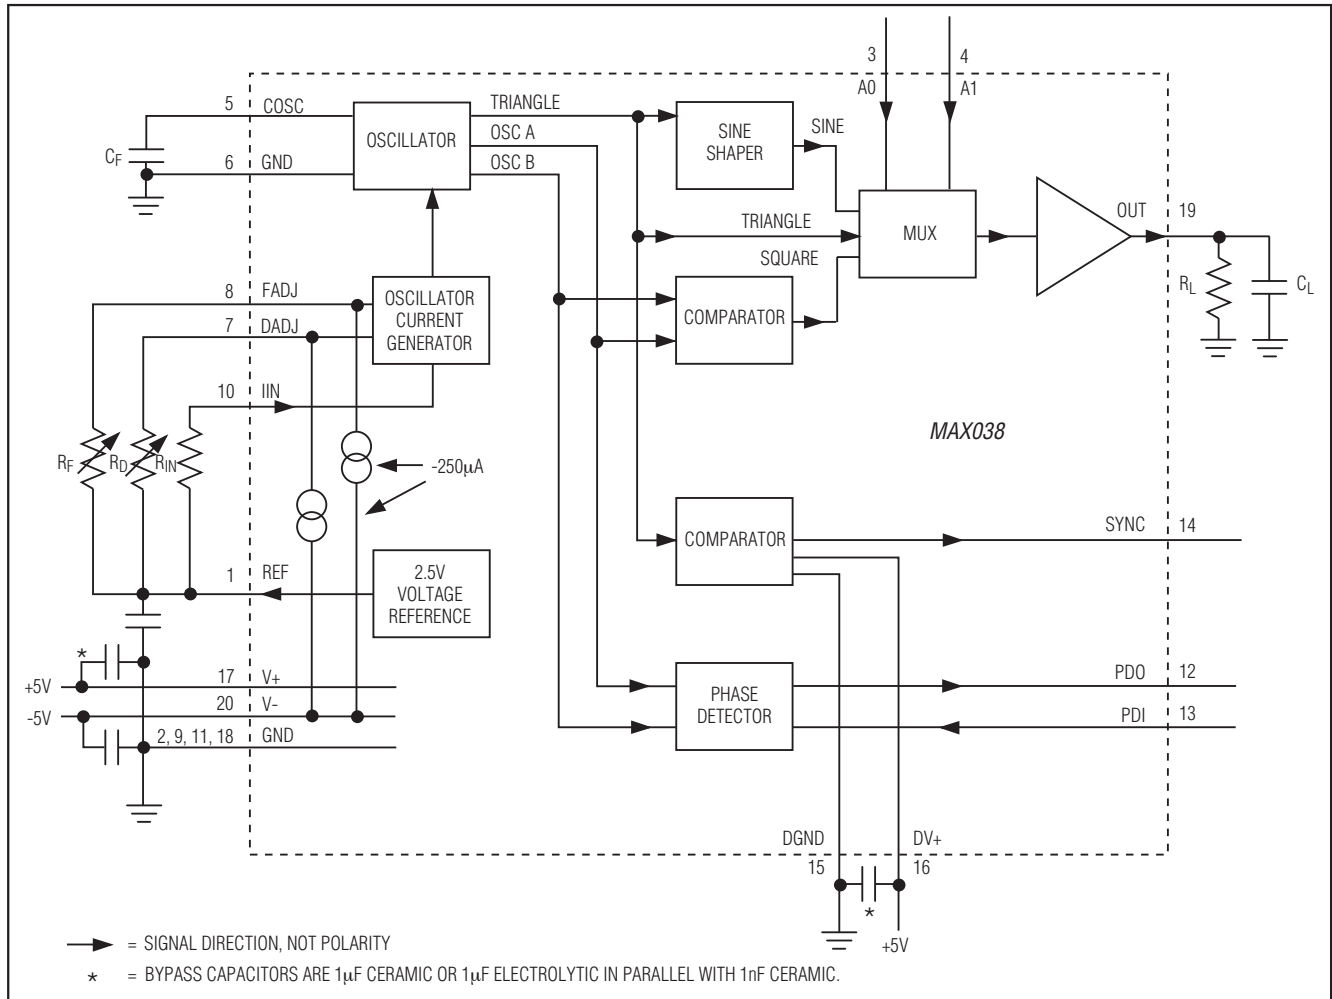 3
4
A0
A1
5
COSC
OSCILLATOR
TRIANGLE
OSC A
OSC B
SINE
SHAPER
SINE
CF
6
GND
TRIANGLE
SQUARE
MUX
OUT
19
RL
CL
8
FADJ
7
DADJ
OSCILLATOR
CURRENT
GENERATOR
COMPARATOR
10
IIN
MAX038
RF
RD
RIN
-250µA
COMPARATOR
SYNC
14
1
REF
2.5V
VOLTAGE
REFERENCE
*
+5V
17
V+
-5V
20
V-
2, 9, 11, 18
GND
PHASE
DETECTOR
PDO
12
PDI
13
DGND
DV+
15
16
*
+5V
= SIGNAL DIRECTION, NOT POLARITY
* = BYPASS CAPACITORS ARE 1µF CERAMIC OR 1µF ELECTROLYTIC IN PARALLEL WITH 1nF CERAMIC.